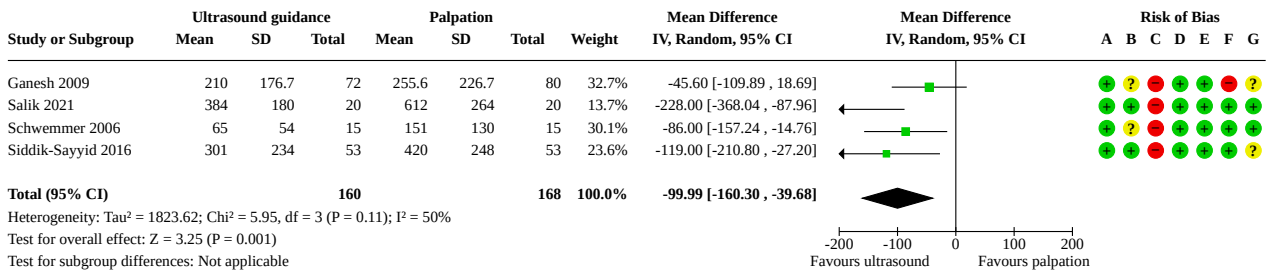 Ultrasound guidance Palpation Mean Difference Mean Difference Risk of Bias
Study or Subgroup Mean SD Total Mean SD Total Weight IV, Random, 95% CI IV, Random, 95% CI A B C D E F G
Ganesh 2009 210 176.7 72 255.6 226.7 80 32.7% -45.60 [-109.89 , 18.69] + ? − + + − ?
Salik 2021 384 180 20 612 264 20 13.7% -228.00 [-368.04 , -87.96] + + − + + + +
Schwemmer 2006 65 54 15 151 130 15 30.1% -86.00 [-157.24 , -14.76] + ? − + + + +
Siddik-Sayyid 2016 301 234 53 420 248 53 23.6% -119.00 [-210.80 , -27.20] + + − + + + ?
Total (95% CI) 160 168 100.0% -99.99 [-160.30 , -39.68]
Heterogeneity: Tau² = 1823.62; Chi² = 5.95, df = 3 (P = 0.11); I² = 50%
Test for overall effect: Z = 3.25 (P = 0.001)
-200 -100 0 100 200
Test for subgroup differences: Not applicable Favours ultrasound Favours palpation